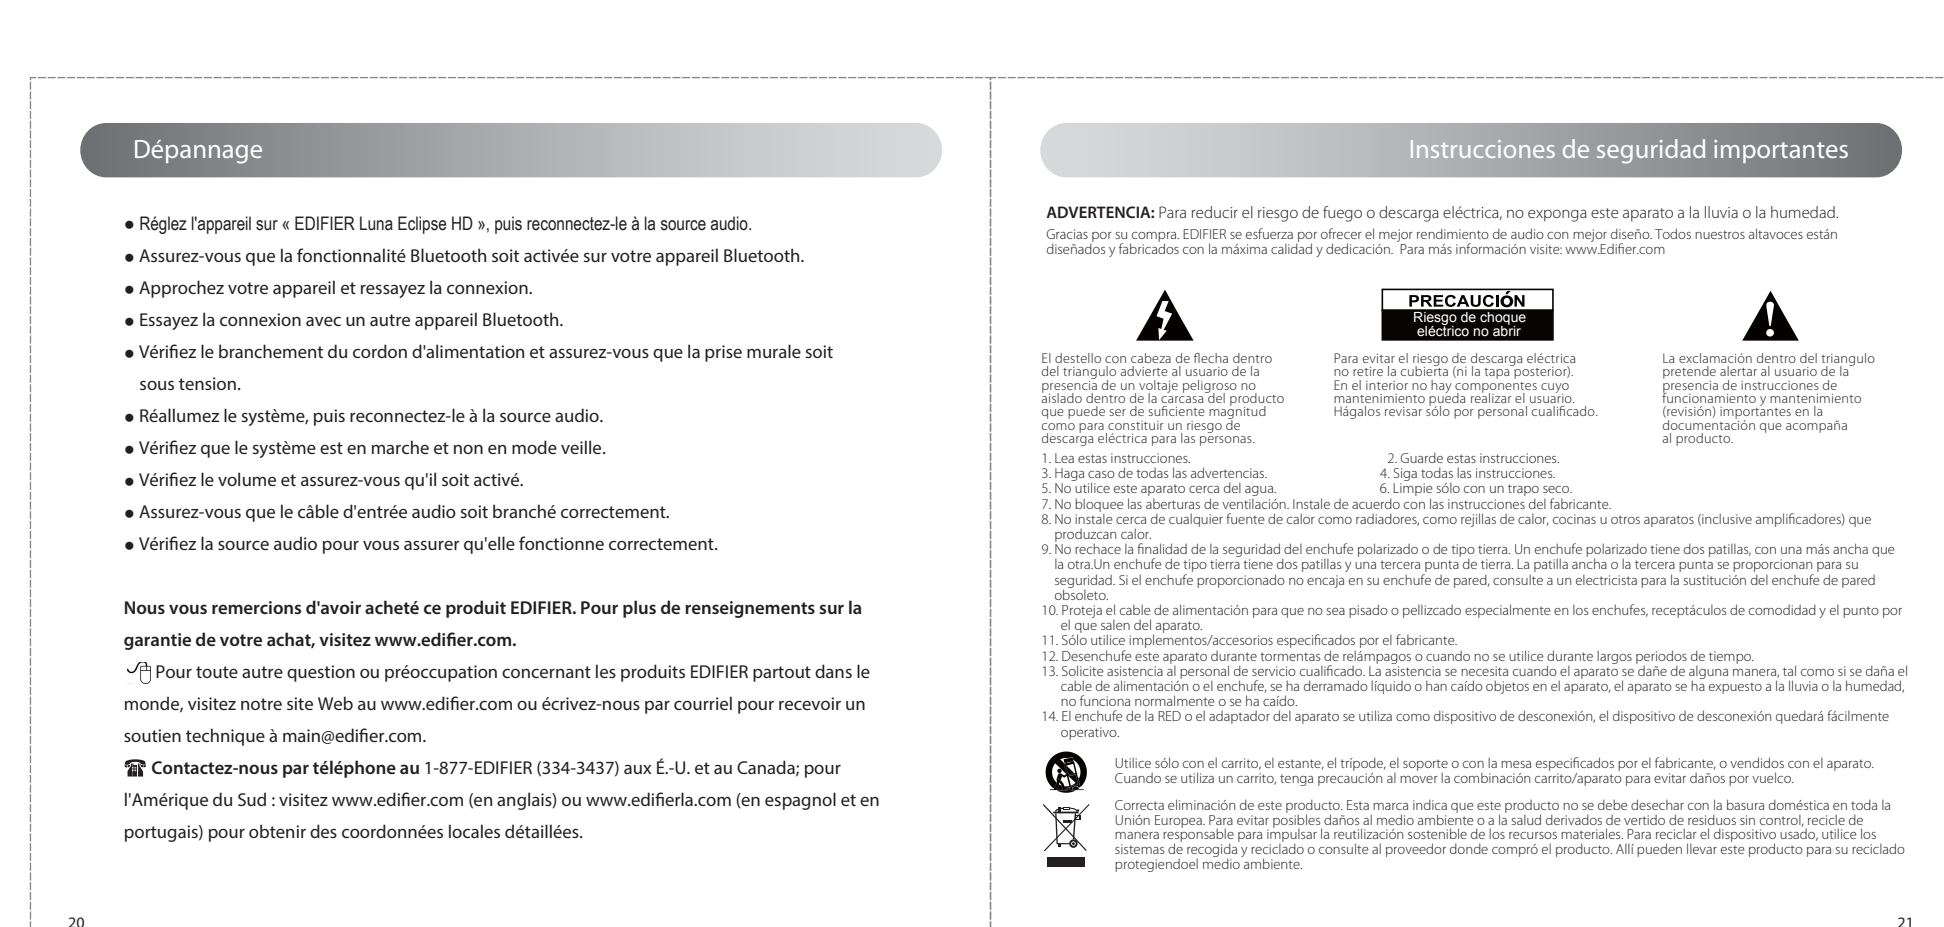 Dépannage
● Réglez l'appareil sur « EDIFIER Luna Eclipse HD », puis reconnectez-le à la source audio.
● Assurez-vous que la fonctionnalité Bluetooth soit activée sur votre appareil Bluetooth.
● Approchez votre appareil et ressayez la connexion.
● Essayez la connexion avec un autre appareil Bluetooth.
● Vérifiez le branchement du cordon d'alimentation et assurez-vous que la prise murale soit
sous tension.
● Réallumez le système, puis reconnectez-le à la source audio.
● Vérifiez que le système est en marche et non en mode veille.
● Vérifiez le volume et assurez-vous qu'il soit activé.
● Assurez-vous que le câble d'entrée audio soit branché correctement.
● Vérifiez la source audio pour vous assurer qu'elle fonctionne correctement.
Nous vous remercions d'avoir acheté ce produit EDIFIER. Pour plus de renseignements sur la
garantie de votre achat, visitez www.edifier.com.
Pour toute autre question ou préoccupation concernant les produits EDIFIER partout dans le
monde, visitez notre site Web au www.edifier.com ou écrivez-nous par courriel pour recevoir un
soutien technique à main@edifier.com.
Contactez-nous par téléphone au 1-877-EDIFIER (334-3437) aux É.-U. et au Canada; pour
l'Amérique du Sud : visitez www.edifier.com (en anglais) ou www.edifierla.com (en espagnol et en
portugais) pour obtenir des coordonnées locales détaillées.
20
Instrucciones de seguridad importantes
ADVERTENCIA: Para reducir el riesgo de fuego o descarga eléctrica, no exponga este aparato a la lluvia o la humedad.
Gracias por su compra. EDIFIER se esfuerza por ofrecer el mejor rendimiento de audio con mejor diseño. Todos nuestros altavoces están
diseñados y fabricados con la máxima calidad y dedicación. Para más información visite: www.Edifier.com
El destello con cabeza de flecha dentro
del triangulo advierte al usuario de la
presencia de un voltaje peligroso no
aislado dentro de la carcasa del producto
que puede ser de suficiente magnitud
como para constituir un riesgo de
descarga eléctrica para las personas.
PRECAUCIÓN
Riesgo de choque
eléctrico no abrir
Para evitar el riesgo de descarga eléctrica
no retire la cubierta (ni la tapa posterior).
En el interior no hay componentes cuyo
mantenimiento pueda realizar el usuario.
Hágalos revisar sólo por personal cualificado.
La exclamación dentro del triangulo
pretende alertar al usuario de la
presencia de instrucciones de
funcionamiento y mantenimiento
(revisión) importantes en la
documentación que acompaña
al producto.
1. Lea estas instrucciones. 2. Guarde estas instrucciones.
3. Haga caso de todas las advertencias. 4. Siga todas las instrucciones.
5. No utilice este aparato cerca del agua. 6. Limpie sólo con un trapo seco.
7. No bloquee las aberturas de ventilación. Instale de acuerdo con las instrucciones del fabricante.
8. No instale cerca de cualquier fuente de calor como radiadores, como rejillas de calor, cocinas u otros aparatos (inclusive amplificadores) que
produzcan calor.
9. No rechace la finalidad de la seguridad del enchufe polarizado o de tipo tierra. Un enchufe polarizado tiene dos patillas, con una más ancha que
la otra.Un enchufe de tipo tierra tiene dos patillas y una tercera punta de tierra. La patilla ancha o la tercera punta se proporcionan para su
seguridad. Si el enchufe proporcionado no encaja en su enchufe de pared, consulte a un electricista para la sustitución del enchufe de pared
obsoleto.
10. Proteja el cable de alimentación para que no sea pisado o pellizcado especialmente en los enchufes, receptáculos de comodidad y el punto por
el que salen del aparato.
11. Sólo utilice implementos/accesorios especificados por el fabricante.
12. Desenchufe este aparato durante tormentas de relámpagos o cuando no se utilice durante largos periodos de tiempo.
13. Solicite asistencia al personal de servicio cualificado. La asistencia se necesita cuando el aparato se dañe de alguna manera, tal como si se daña el
cable de alimentación o el enchufe, se ha derramado líquido o han caído objetos en el aparato, el aparato se ha expuesto a la lluvia o la humedad,
no funciona normalmente o se ha caído.
14. El enchufe de la RED o el adaptador del aparato se utiliza como dispositivo de desconexión, el dispositivo de desconexión quedará fácilmente
operativo.
Utilice sólo con el carrito, el estante, el trípode, el soporte o con la mesa especificados por el fabricante, o vendidos con el aparato.
Cuando se utiliza un carrito, tenga precaución al mover la combinación carrito/aparato para evitar daños por vuelco.
Correcta eliminación de este producto. Esta marca indica que este producto no se debe desechar con la basura doméstica en toda la
Unión Europea. Para evitar posibles daños al medio ambiente o a la salud derivados de vertido de residuos sin control, recicle de
manera responsable para impulsar la reutilización sostenible de los recursos materiales. Para reciclar el dispositivo usado, utilice los
sistemas de recogida y reciclado o consulte al proveedor donde compró el producto. Allí pueden llevar este producto para su reciclado
protegiendoel medio ambiente.
21